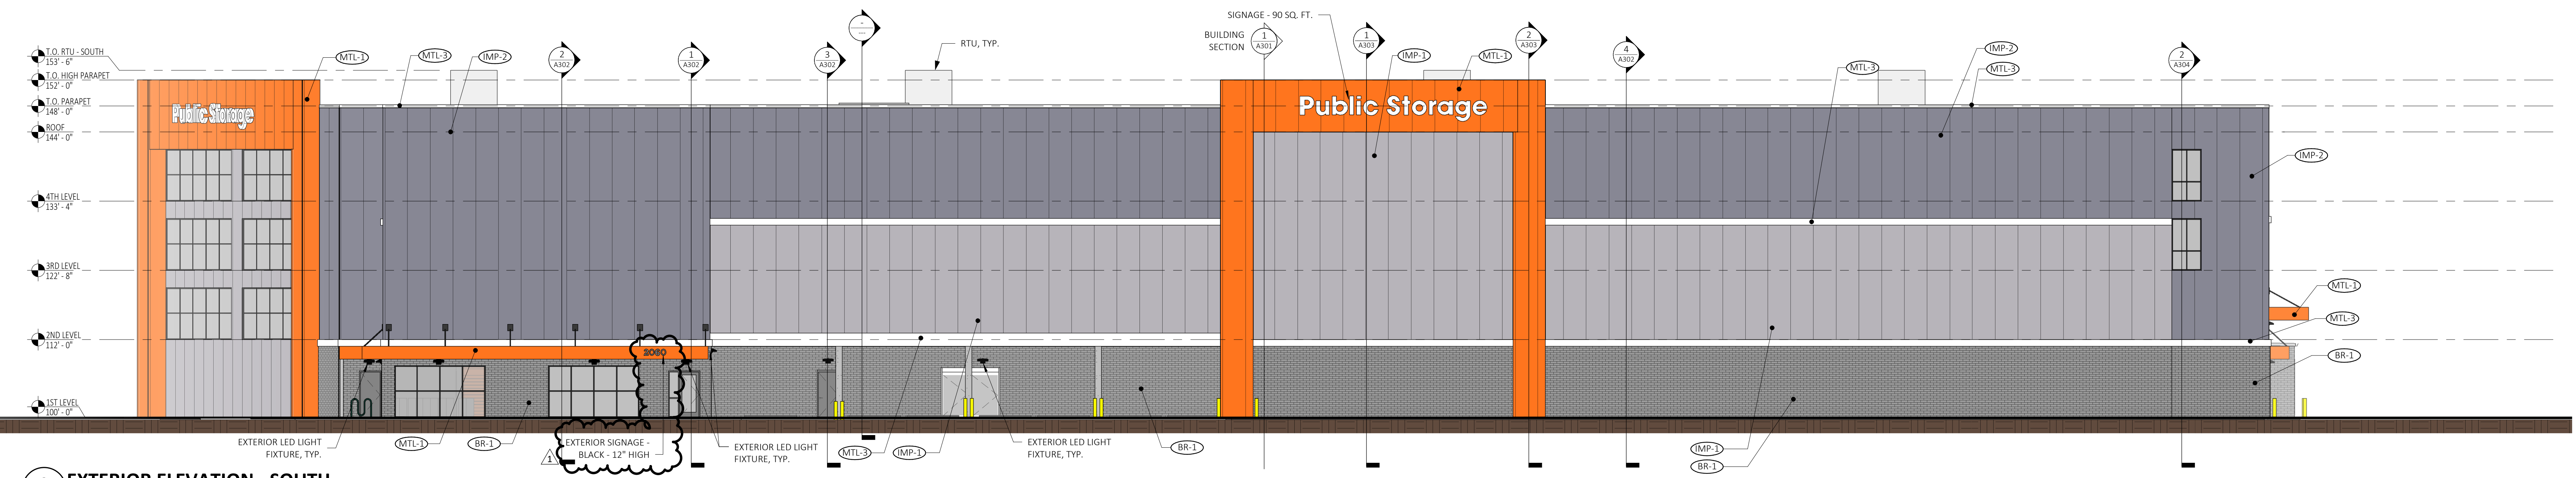 T.O. RTU - SOUTH
153' - 6"
T.O. HIGH PARAPET
152' - 0"
T.O. PARAPET
148' - 0"
ROOF
144' - 0"
4TH LEVEL
133' - 4"
3RD LEVEL
122' - 8"
2ND LEVEL
112' - 0"
1ST LEVEL
100' - 0"
Public Storage
MTL-1
MTL-3
IMP-2
2
A302
1
A302
3
A302
-
---
RTU, TYP.
SIGNAGE - 90 SQ. FT.
BUILDING
SECTION
1
A301
1
A303
IMP-1
MTL-1
2
A303
4
A302
Public Storage
MTL-3
IMP-2
MTL-3
2
A304
IMP-2
MTL-1
MTL-3
BR-1
2060
EXTERIOR LED LIGHT
FIXTURE, TYP.
MTL-1
BR-1
EXTERIOR SIGNAGE -
BLACK - 12" HIGH
1
EXTERIOR LED LIGHT
FIXTURE, TYP.
MTL-3
IMP-1
EXTERIOR LED LIGHT
FIXTURE, TYP.
BR-1
IMP-1
BR-1
EXTERIOR ELEVATION - SOUTH